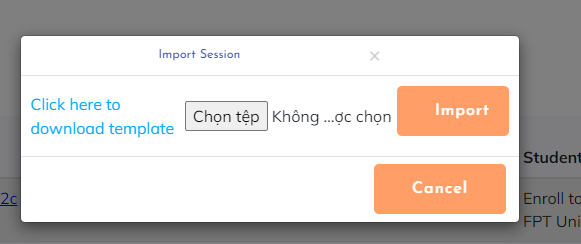 Import Session ×
Click here to
download template
Chọn tệp Không ...ợc chọn
Import
Student
Cancel
2c
Enroll to
FPT Uni